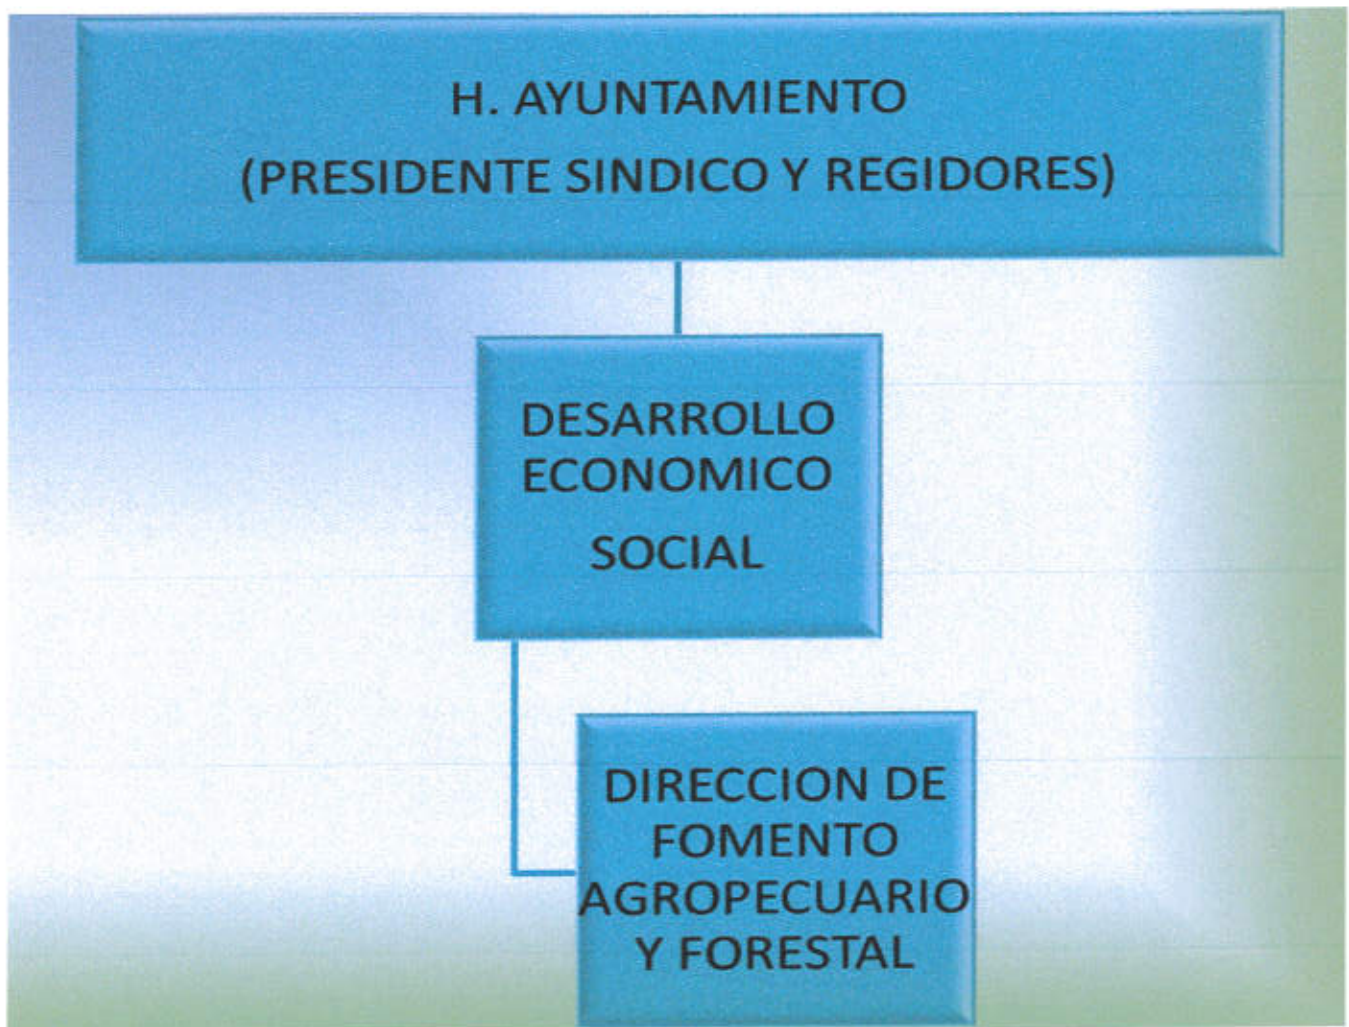 H. AYUNTAMIENTO
(PRESIDENTE SINDICO Y REGIDORES)
DESARROLLO
ECONOMICO
SOCIAL
DIRECCION DE
FOMENTO
AGROPECUARIO
Y FORESTAL